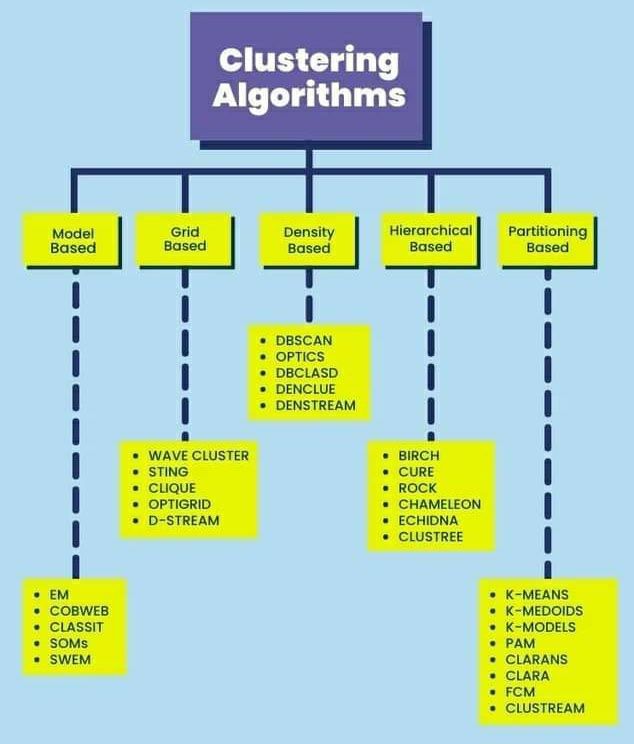 Clustering
Algorithms
Model
Based
Grid
Based
Density
Based
Hierarchical
Based
Partitioning
Based
• DBSCAN
• OPTICS
• DBCLASD
• DENCLUE
• DENSTREAM
• WAVE CLUSTER
• STING
• CLIQUE
• OPTIGRID
• D-STREAM
• BIRCH
• CURE
• ROCK
• CHAMELEON
• ECHIDNA
• CLUSTREE
• EM
• COBWEB
• CLASSIT
• SOMs
• SWEM
• K-MEANS
• K-MEDOIDS
• K-MODELS
• PAM
• CLARANS
• CLARA
• FCM
• CLUSTREAM